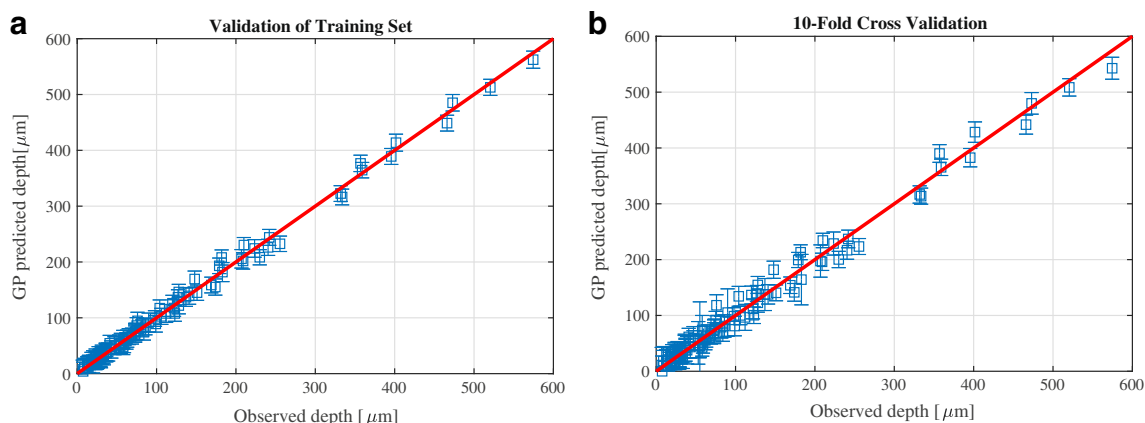 a
Validation of Training Set
600
500
400
300
200
100
0
GP predicted depth[ μm]
0 100 200 300 400 500 600
Observed depth [ μm]
b
10-Fold Cross Validation
600
500
400
300
200
100
0
GP predicted depth[ μm]
0 100 200 300 400 500 600
Observed depth [ μm]